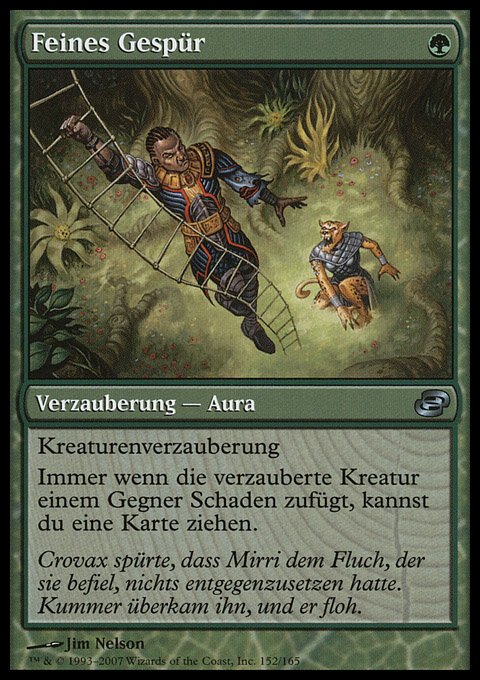 Feines Gespür
Verzauberung — Aura
Kreaturenverzauberung
Immer wenn die verzauberte Kreatur
einem Gegner Schaden zufügt, kannst
du eine Karte ziehen.
Crovax spürte, dass Mirri dem Fluch, der
sie befiel, nichts entgegenzusetzen hatte.
Kummer überkam ihn, und er floh.
Jim Nelson
™ & © 1993–2007 Wizards of the Coast, Inc. 152/165